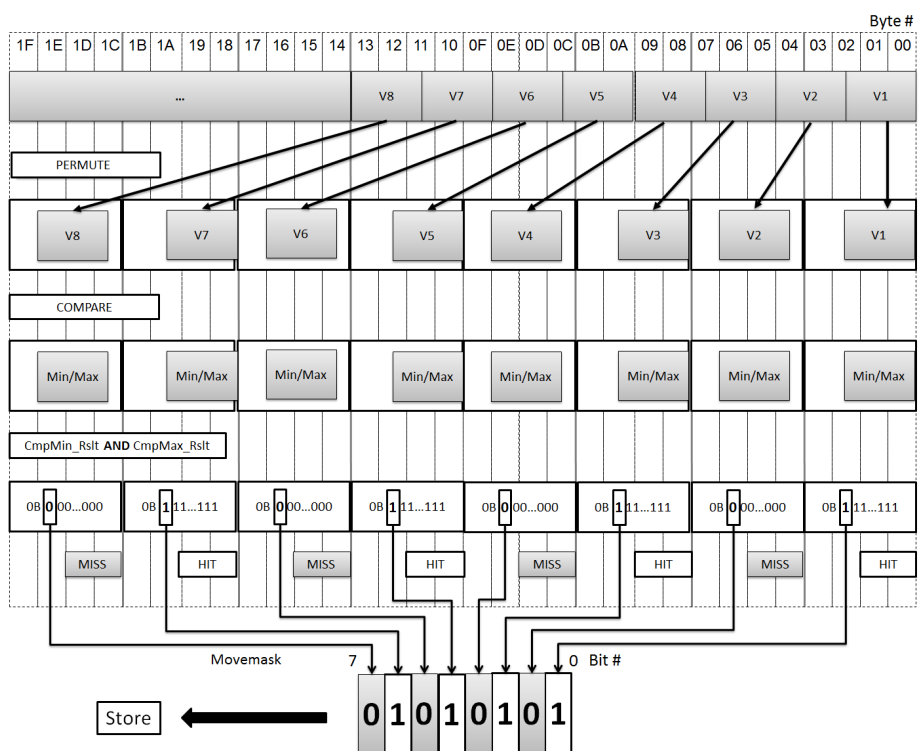 Byte #
1F 1E 1D 1C 1B 1A 19 18 17 16 15 14 13 12 11 10 0F 0E 0D 0C 0B 0A 09 08 07 06 05 04 03 02 01 00
... V8 V7 V6 V5 V4 V3 V2 V1
PERMUTE
V8 V7 V6 V5 V4 V3 V2 V1
COMPARE
Min/Max Min/Max Min/Max Min/Max Min/Max Min/Max Min/Max Min/Max
CmpMin_Rslt AND CmpMax_Rslt
0B 0 00...000 0B 1 11...111 0B 0 00...000 0B 1 11...111 0B 0 00...000 0B 1 11...111 0B 0 00...000 0B 1 11...111
MISS HIT MISS HIT MISS HIT MISS HIT
Movemask 7 0 Bit #
Store 0 1 0 1 0 1 0 1